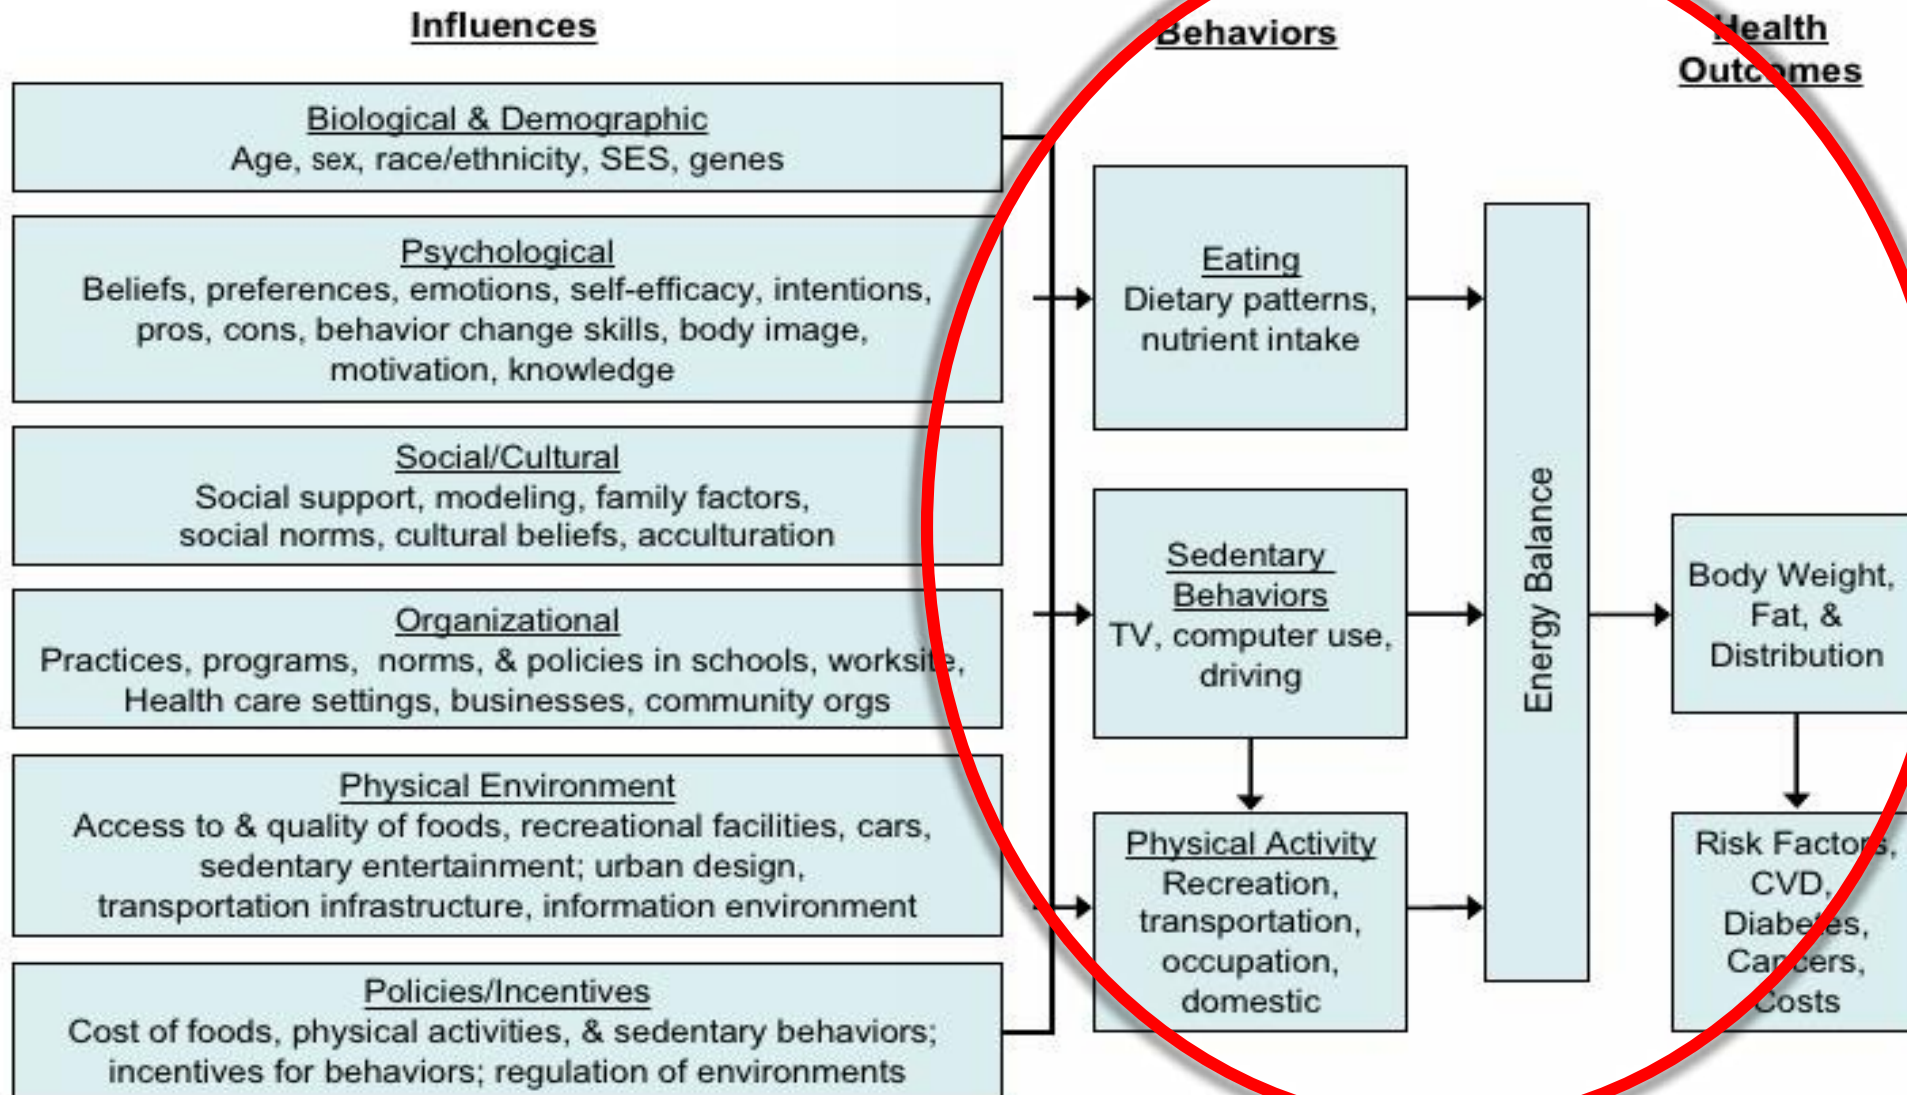 Influences
Biological & Demographic
Age, sex, race/ethnicity, SES, genes
Psychological
Beliefs, preferences, emotions, self-efficacy, intentions,
pros, cons, behavior change skills, body image,
motivation, knowledge
Social/Cultural
Social support, modeling, family factors,
social norms, cultural beliefs, acculturation
Organizational
Practices, programs, norms, & policies in schools, worksite,
Health care settings, businesses, community orgs
Physical Environment
Access to & quality of foods, recreational facilities, cars,
sedentary entertainment; urban design,
transportation infrastructure, information environment
Policies/Incentives
Cost of foods, physical activities, & sedentary behaviors;
incentives for behaviors; regulation of environments
Behaviors
Eating
Dietary patterns,
nutrient intake
Sedentary
Behaviors
TV, computer use,
driving
Physical Activity
Recreation,
transportation,
occupation,
domestic
Energy Balance
Health
Outcomes
Body Weight,
Fat, &
Distribution
Risk Factors,
CVD,
Diabetes,
Cancers,
Costs